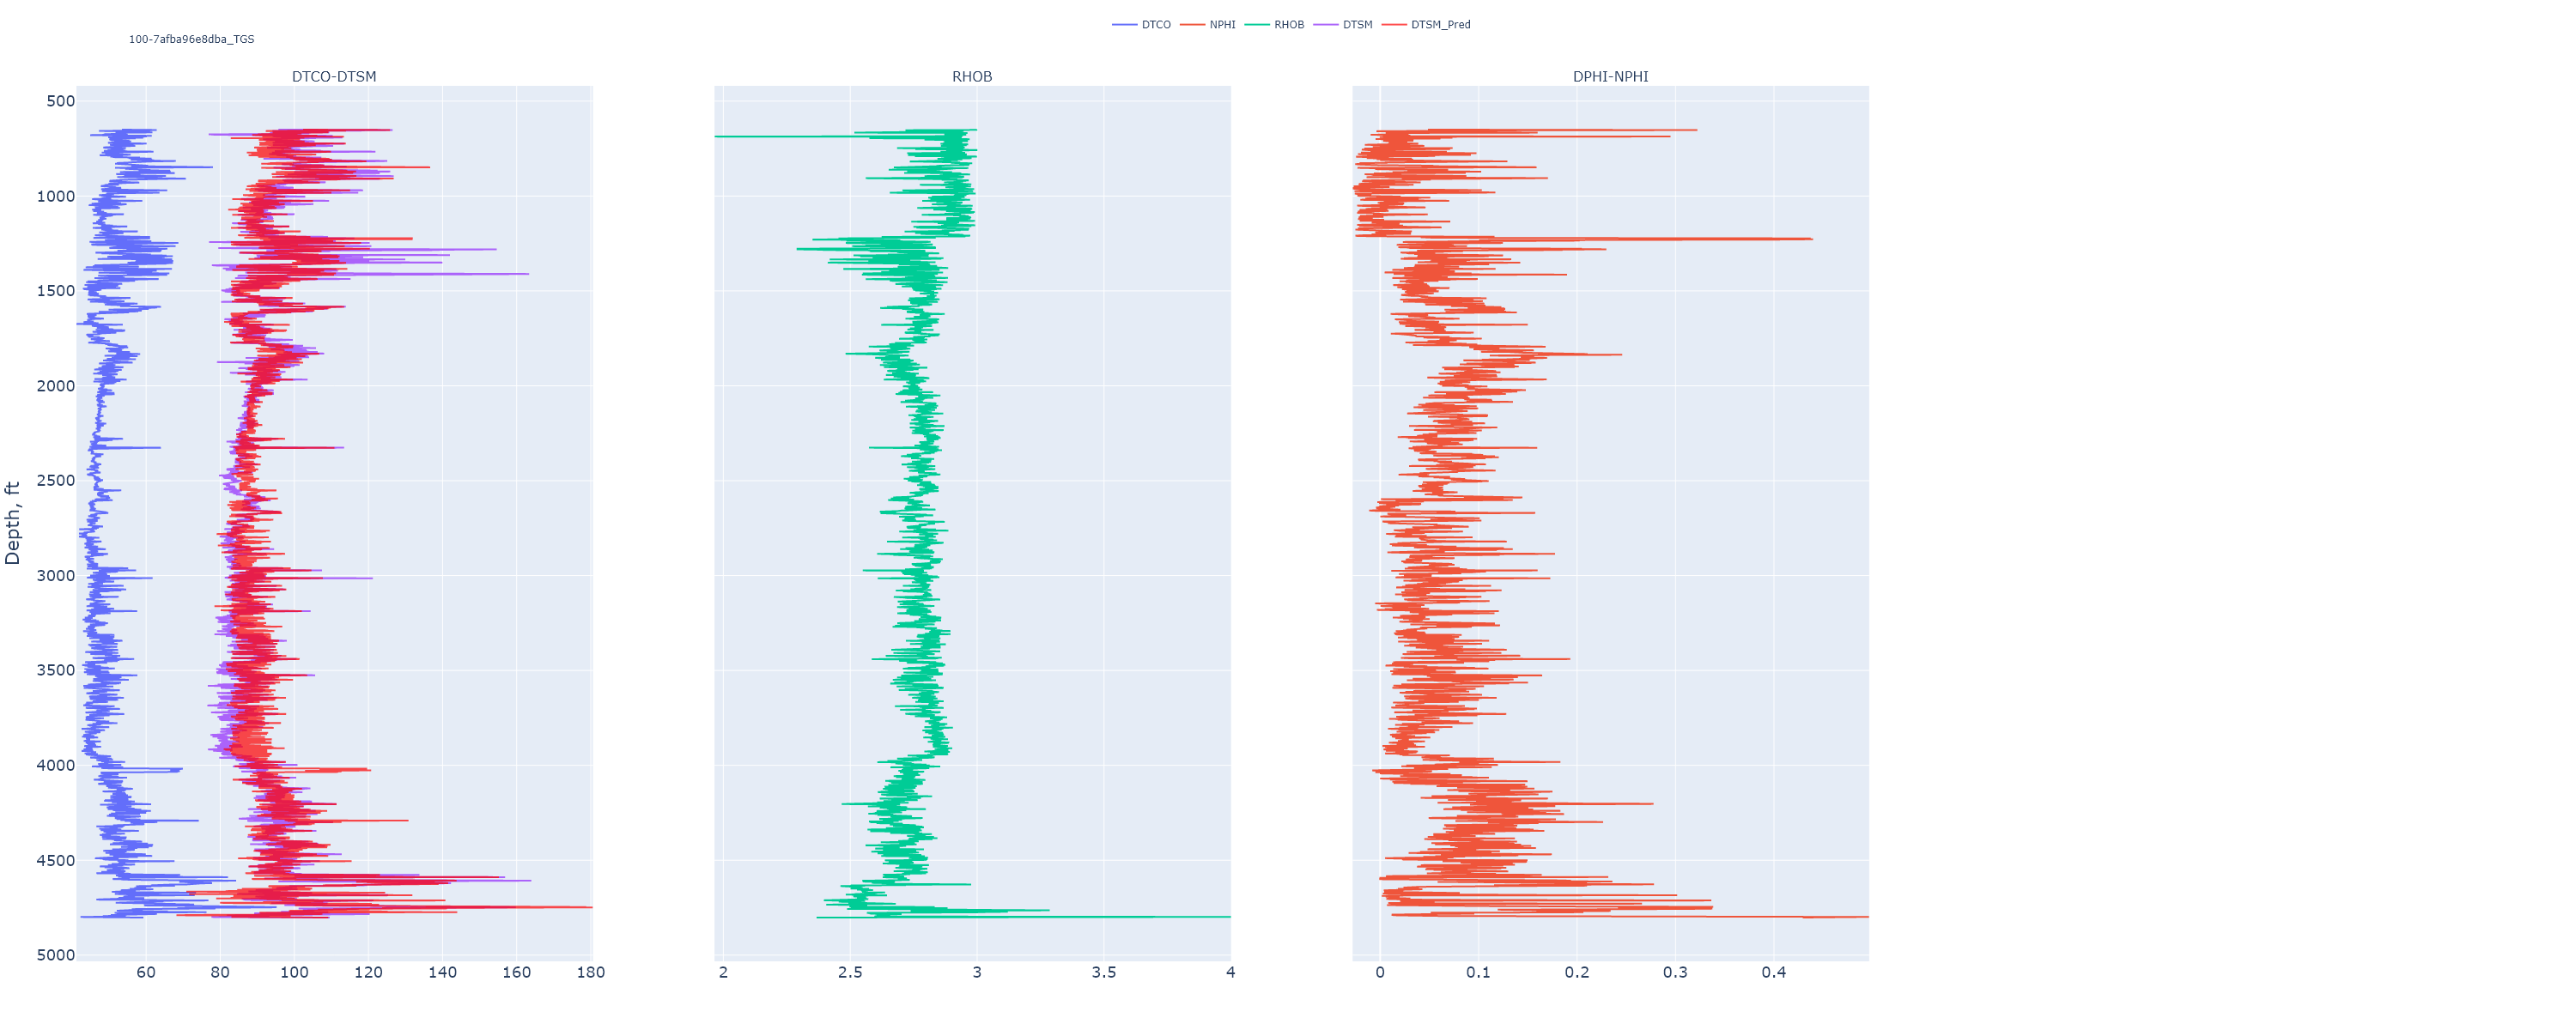 DTCO NPHI RHOB DTSM DTSM_Pred
100-7afba96e8dba_TGS
DTCO-DTSM RHOB DPHI-NPHI
500
1000
1500
2000
2500
3000
3500
4000
4500
5000
Depth, ft
60 80 100 120 140 160 180
2 2.5 3 3.5 4
0 0.1 0.2 0.3 0.4